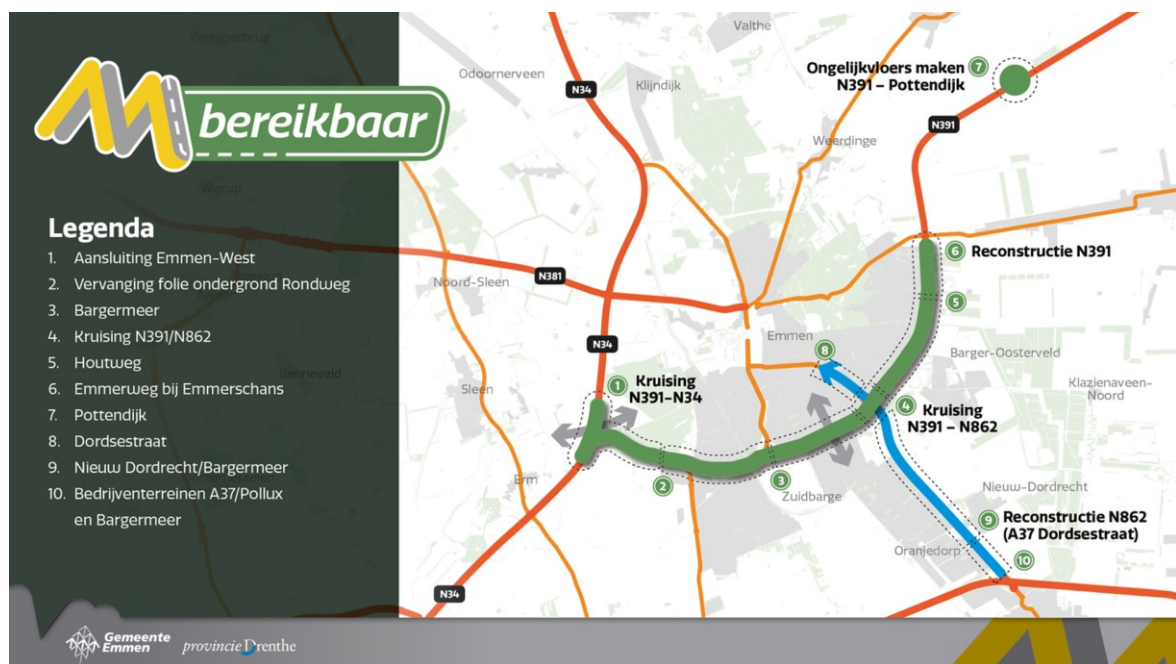 bereikbaar
Legenda
1. Aansluiting Emmen-West
2. Vervanging folie ondergrond Rondweg
3. Bargermeer
4. Kruising N391/N862
5. Houtweg
6. Emmerweg bij Emmerschans
7. Pottendijk
8. Dordsestraat
9. Nieuw Dordrecht/Bargermeer
10. Bedrijventerreinen A37/Pollux
en Bargermeer
Gemeente
Emmen
provincie Drenthe
Valthe
Odoornerveen
Klijndijk
N34
Ongelijkvloers maken
N391 – Pottendijk
7
N391
Weerdinge
Wezup
6
Reconstructie N391
N381
Noord-Sleen
5
Emmen
8
Barger-Oosterveld
N34
Benneveld
Sleen
1
Kruising
N391-N34
Klazienaveen-
Noord
4
Kruising
N391 – N862
Erm
2
3
Zuidbarge
Nieuw-Dordrecht
9
Reconstructie N862
(A37 Dordsestraat)
Oranjedorp
10
N34